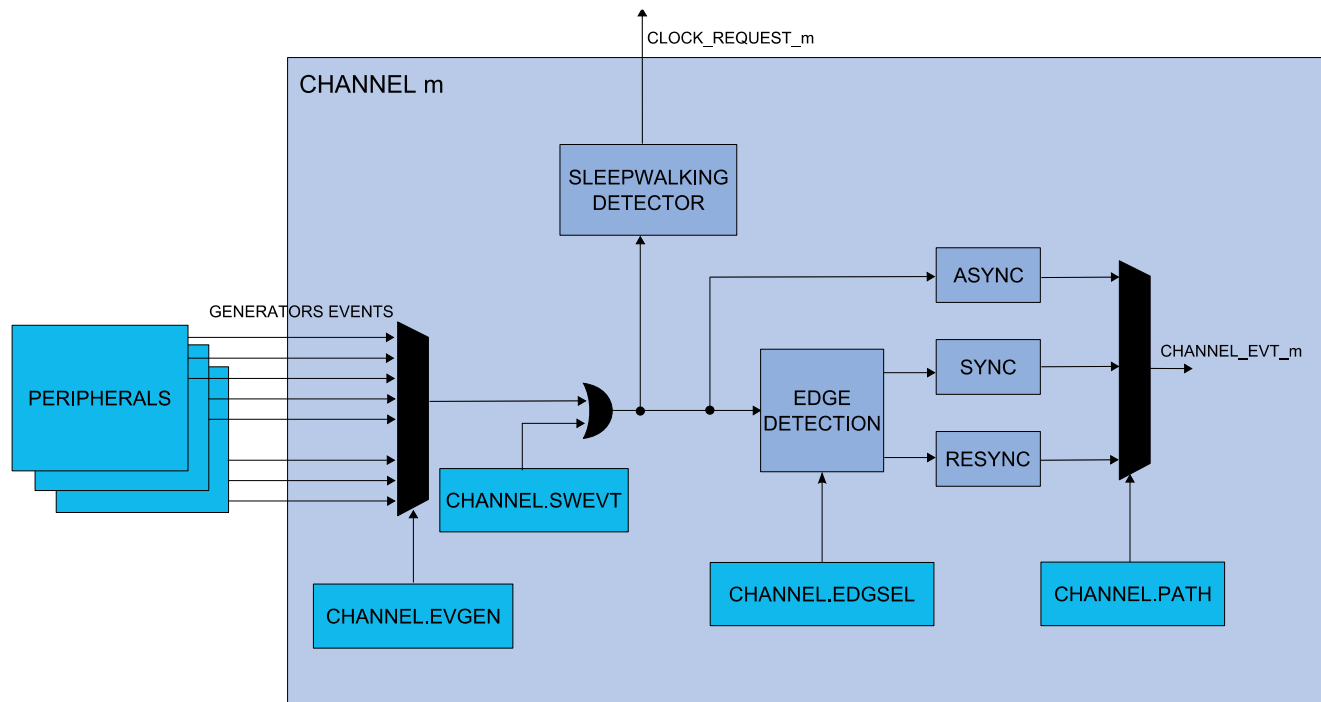 CLOCK_REQUEST_m
CHANNEL m
SLEEPWALKING
DETECTOR
ASYNC
GENERATORS EVENTS
CHANNEL_EVT_m
SYNC
PERIPHERALS
EDGE
DETECTION
RESYNC
CHANNEL.SWEVT
CHANNEL.EVGEN
CHANNEL.EDGSEL
CHANNEL.PATH